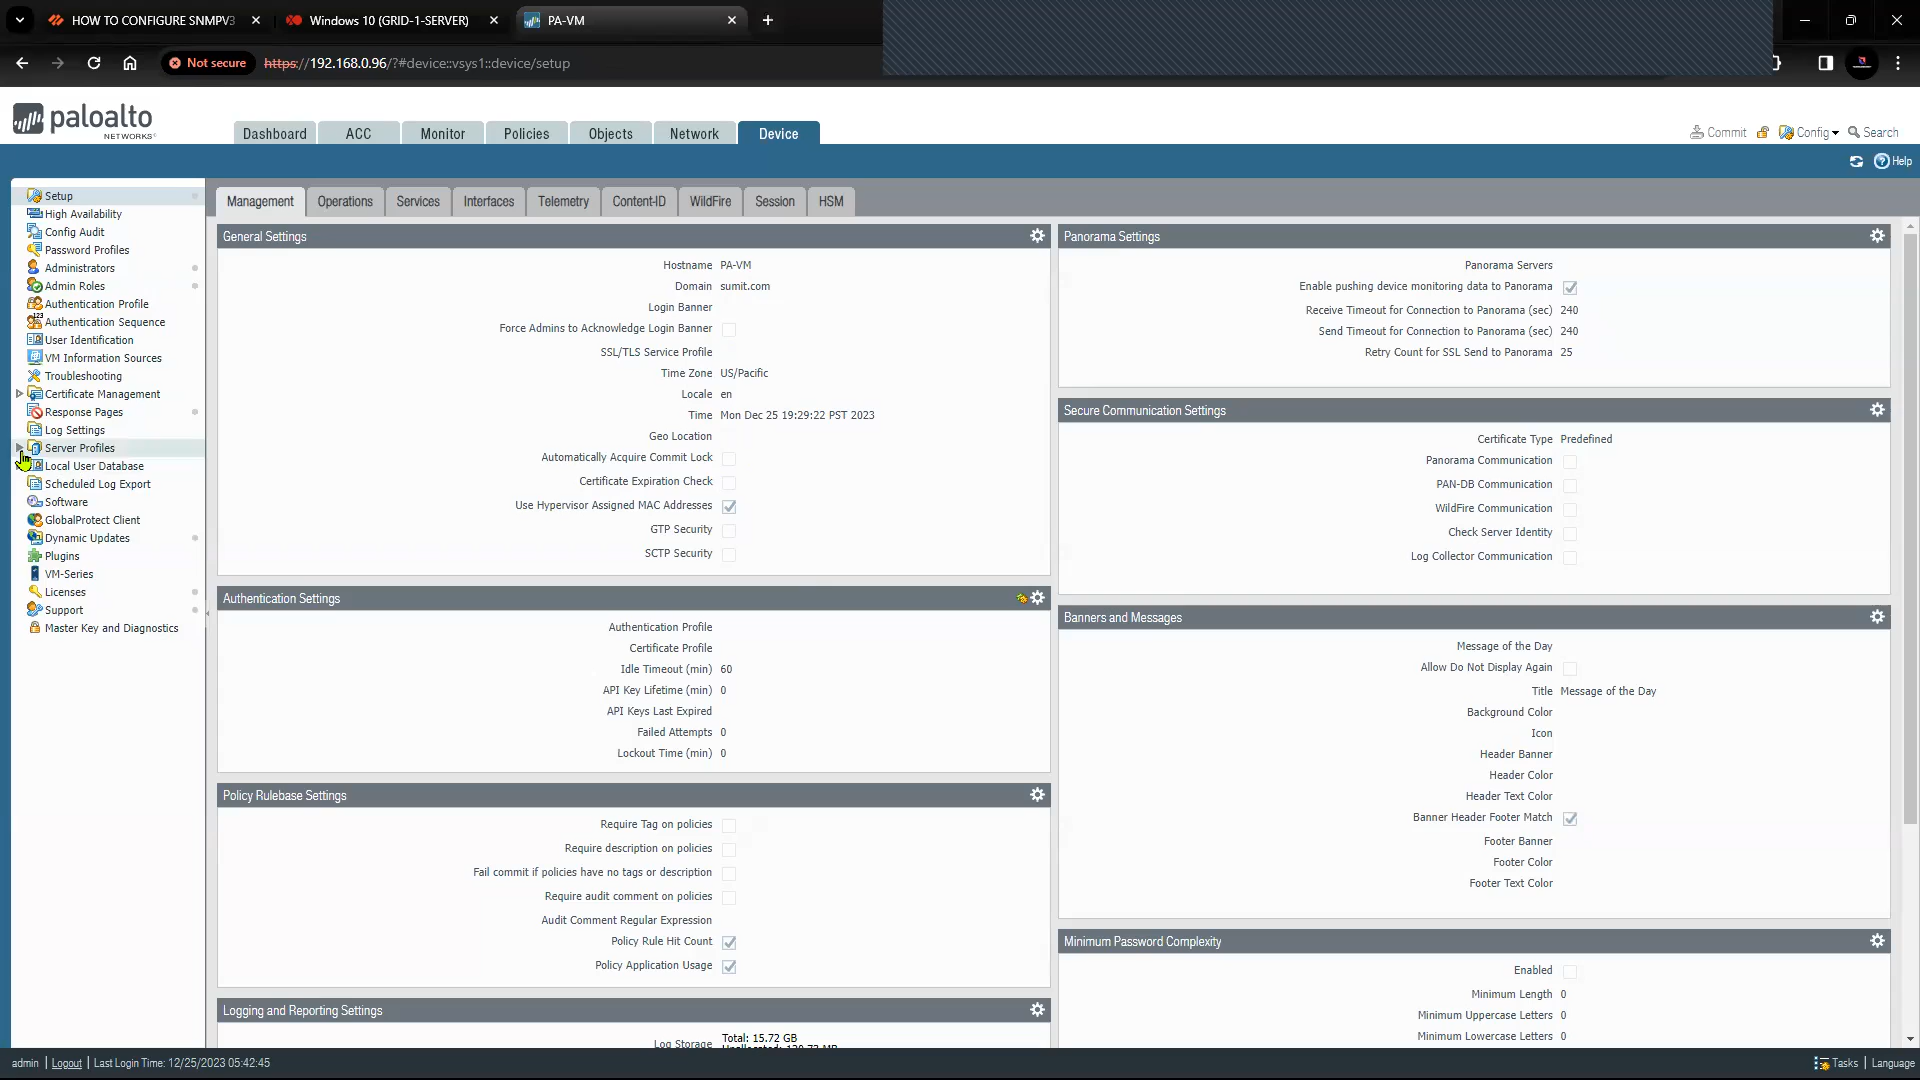 HOW TO CONFIGURE SNMPV3
Windows 10 (GRID-1-SERVER)
PA-VM
Not secure
https://192.168.0.96/?#device::vsys1::device/setup
paloalto
NETWORKS
Dashboard
ACC
Monitor
Policies
Objects
Network
Device
Commit
Config
Search
Help
Setup
High Availability
Config Audit
Password Profiles
Administrators
Admin Roles
Authentication Profile
Authentication Sequence
User Identification
VM Information Sources
Troubleshooting
Certificate Management
Response Pages
Log Settings
Server Profiles
Local User Database
Scheduled Log Export
Software
GlobalProtect Client
Dynamic Updates
Plugins
VM-Series
Licenses
Support
Master Key and Diagnostics
Management
Operations
Services
Interfaces
Telemetry
Content-ID
WildFire
Session
HSM
General Settings
Hostname PA-VM
Domain sumit.com
Login Banner
Force Admins to Acknowledge Login Banner
SSL/TLS Service Profile
Time Zone US/Pacific
Locale en
Time Mon Dec 25 19:29:22 PST 2023
Geo Location
Automatically Acquire Commit Lock
Certificate Expiration Check
Use Hypervisor Assigned MAC Addresses
GTP Security
SCTP Security
Authentication Settings
Authentication Profile
Certificate Profile
Idle Timeout (min) 60
API Key Lifetime (min) 0
API Keys Last Expired
Failed Attempts 0
Lockout Time (min) 0
Policy Rulebase Settings
Require Tag on policies
Require description on policies
Fail commit if policies have no tags or description
Require audit comment on policies
Audit Comment Regular Expression
Policy Rule Hit Count
Policy Application Usage
Logging and Reporting Settings
Log Storage Total: 15.72 GB
Panorama Settings
Panorama Servers
Enable pushing device monitoring data to Panorama
Receive Timeout for Connection to Panorama (sec) 240
Send Timeout for Connection to Panorama (sec) 240
Retry Count for SSL Send to Panorama 25
Secure Communication Settings
Certificate Type Predefined
Panorama Communication
PAN-DB Communication
WildFire Communication
Check Server Identity
Log Collector Communication
Banners and Messages
Message of the Day
Allow Do Not Display Again
Title Message of the Day
Background Color
Icon
Header Banner
Header Color
Header Text Color
Banner Header Footer Match
Footer Banner
Footer Color
Footer Text Color
Minimum Password Complexity
Enabled
Minimum Length 0
Minimum Uppercase Letters 0
Minimum Lowercase Letters 0
admin | Logout | Last Login Time: 12/25/2023 05:42:45
Tasks | Language